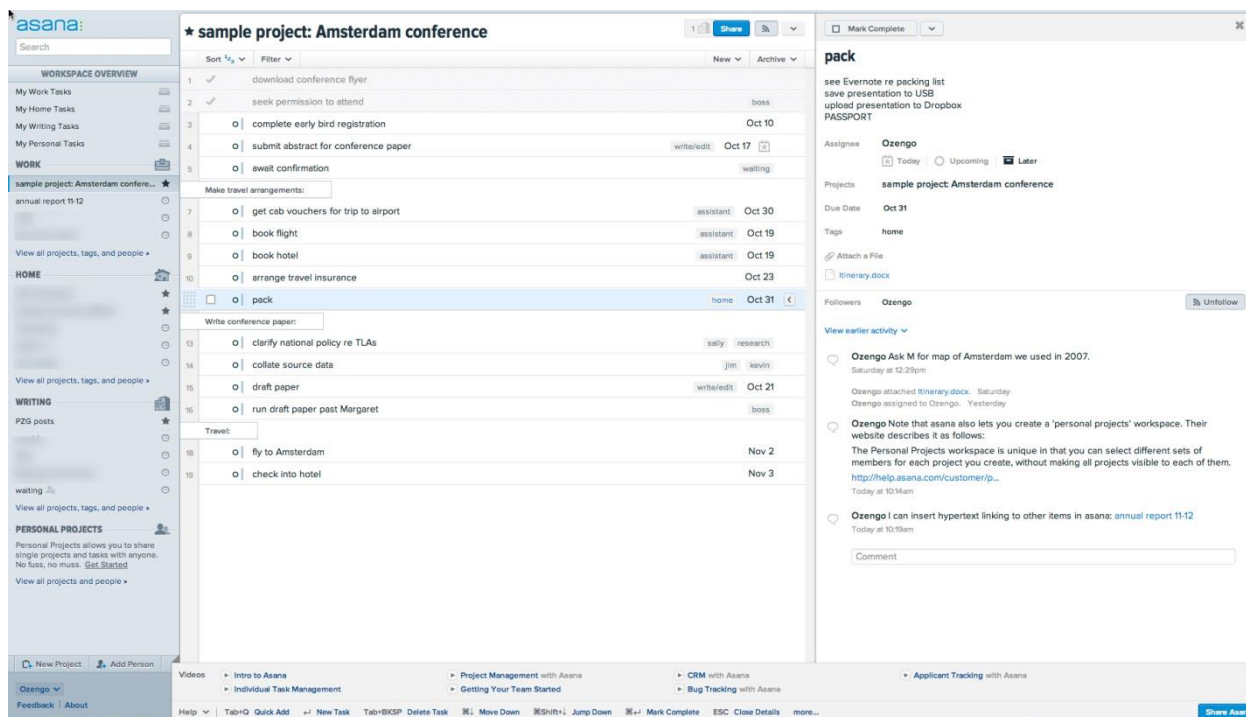 asana:
Search
WORKSPACE OVERVIEW
My Work Tasks
My Home Tasks
My Writing Tasks
My Personal Tasks
WORK
sample project: Amsterdam confere...
annual report 11-12
View all projects, tags, and people »
HOME
View all projects, tags, and people »
WRITING
PZG posts
waiting
View all projects, tags, and people »
PERSONAL PROJECTS
Personal Projects allows you to share
single projects and tasks with anyone.
No fuss, no muss. Get Started
View all projects and people »
New Project Add Person
Ozengo
Feedback | About
★ sample project: Amsterdam conference
1 Share
Sort Filter New Archive
1 download conference flyer
2 seek permission to attend boss
3 complete early bird registration Oct 10
4 submit abstract for conference paper write/edit Oct 17
5 await confirmation waiting
Make travel arrangements:
7 get cab vouchers for trip to airport assistant Oct 30
8 book flight assistant Oct 19
9 book hotel assistant Oct 19
10 arrange travel insurance Oct 23
pack home Oct 31
Write conference paper:
13 clarify national policy re TLAs sally research
14 collate source data jim kevin
15 draft paper write/edit Oct 21
16 run draft paper past Margaret boss
Travel:
18 fly to Amsterdam Nov 2
19 check into hotel Nov 3
Mark Complete
pack
see Evernote re packing list
save presentation to USB
upload presentation to Dropbox
PASSPORT
Assignee Ozengo
Today Upcoming Later
Projects sample project: Amsterdam conference
Due Date Oct 31
Tags home
Attach a File
Itinerary.docx
Followers Ozengo Unfollow
View earlier activity
Ozengo Ask M for map of Amsterdam we used in 2007.
Saturday at 12:29pm
Ozengo attached Itinerary.docx. Saturday
Ozengo assigned to Ozengo. Yesterday
Ozengo Note that asana also lets you create a 'personal projects' workspace. Their
website describes it as follows:
The Personal Projects workspace is unique in that you can select different sets of
members for each project you create, without making all projects visible to each of them.
http://help.asana.com/customer/p...
Today at 10:14am
Ozengo I can insert hypertext linking to other items in asana: annual report 11-12
Today at 10:19am
Comment
Videos ▸ Intro to Asana ▸ Project Management with Asana ▸ CRM with Asana ▸ Applicant Tracking with Asana
▸ Individual Task Management ▸ Getting Your Team Started ▸ Bug Tracking with Asana
Help Tab+Q Quick Add ↵ New Task Tab+BKSP Delete Task ⌘↓ Move Down ⌘Shift+↓ Jump Down ⌘↵ Mark Complete ESC Close Details more...
Share Asan